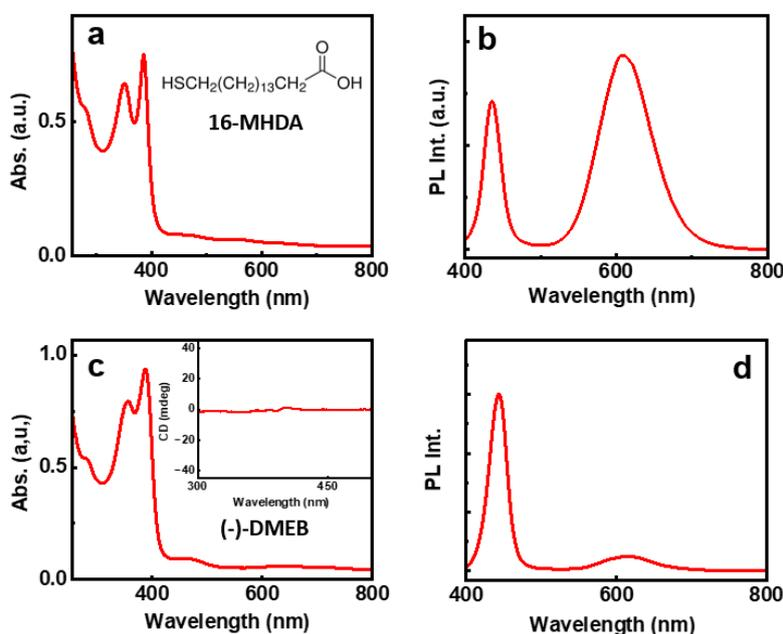 a
O
HSCH₂(CH₂)₁₃CH₂
OH
16-MHDA
0.5
0.0
400
600
800
Abs. (a.u.)
Wavelength (nm)
b
PL Int. (a.u.)
400
600
800
Wavelength (nm)
c
1.0
0.5
0.0
400
600
800
Abs. (a,u,)
Wavelength (nm)
40
20
0
−20
−40
CD (mdeg)
300
450
Wavelength (nm)
(-)-DMEB
d
PL Int.
400
600
800
Wavelength (nm)